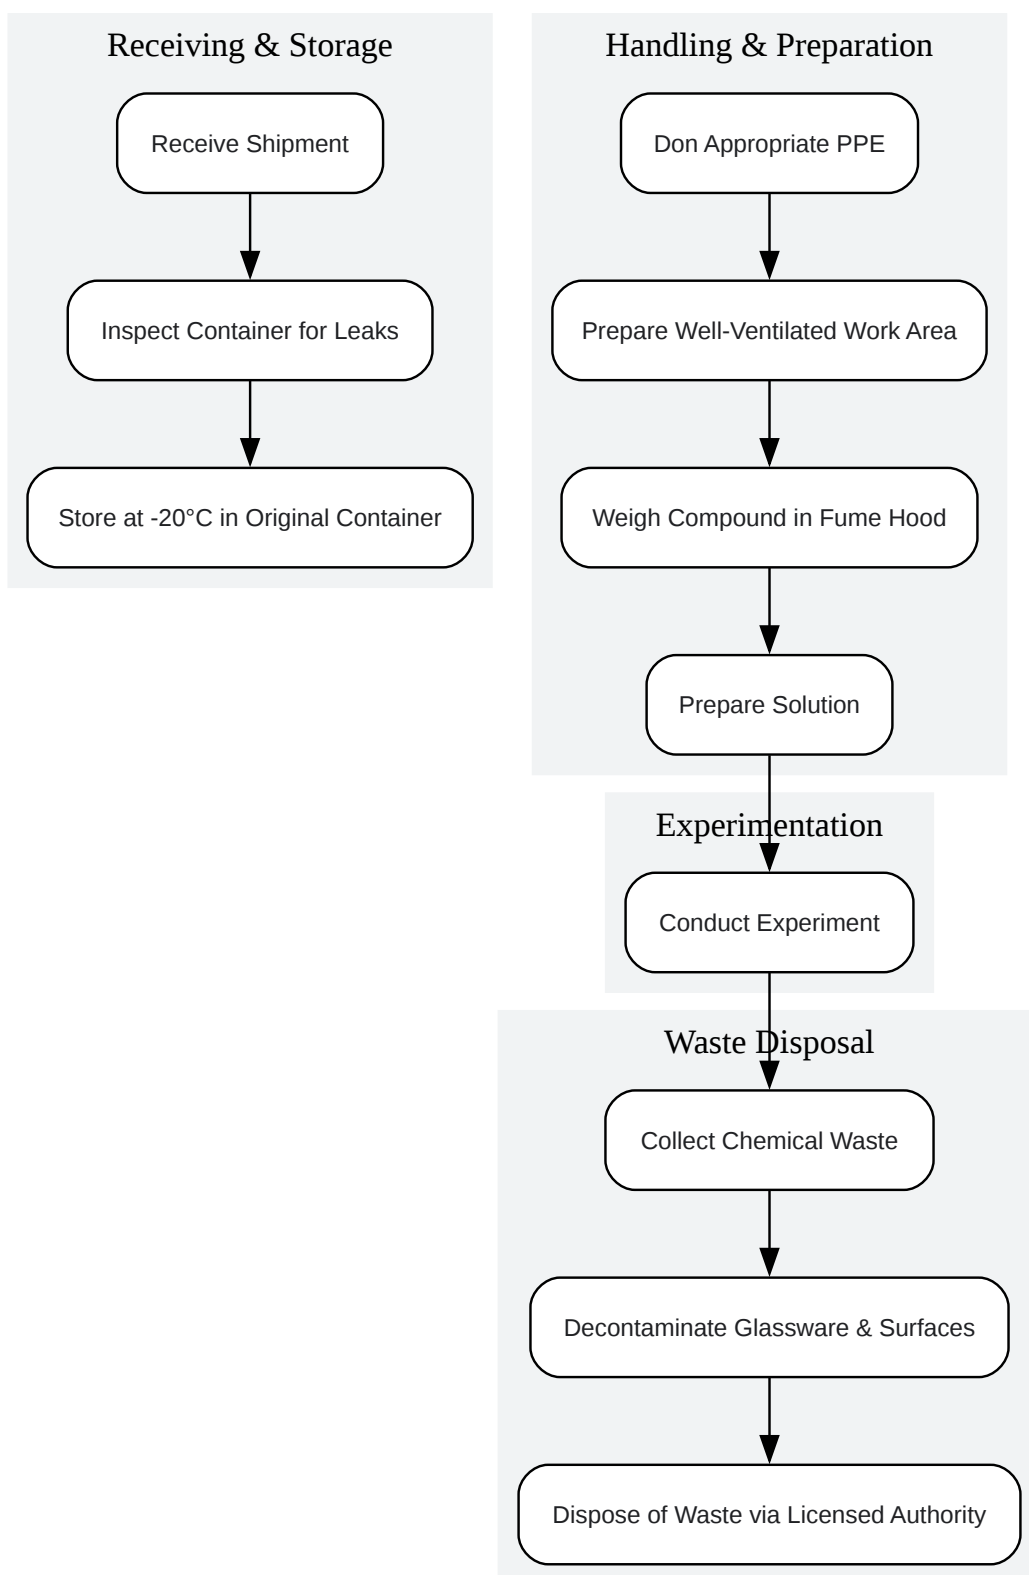 Receiving & Storage
Receive Shipment
Inspect Container for Leaks
Store at -20°C in Original Container
Handling & Preparation
Don Appropriate PPE
Prepare Well-Ventilated Work Area
Weigh Compound in Fume Hood
Prepare Solution
Experimentation
Conduct Experiment
Waste Disposal
Collect Chemical Waste
Decontaminate Glassware & Surfaces
Dispose of Waste via Licensed Authority